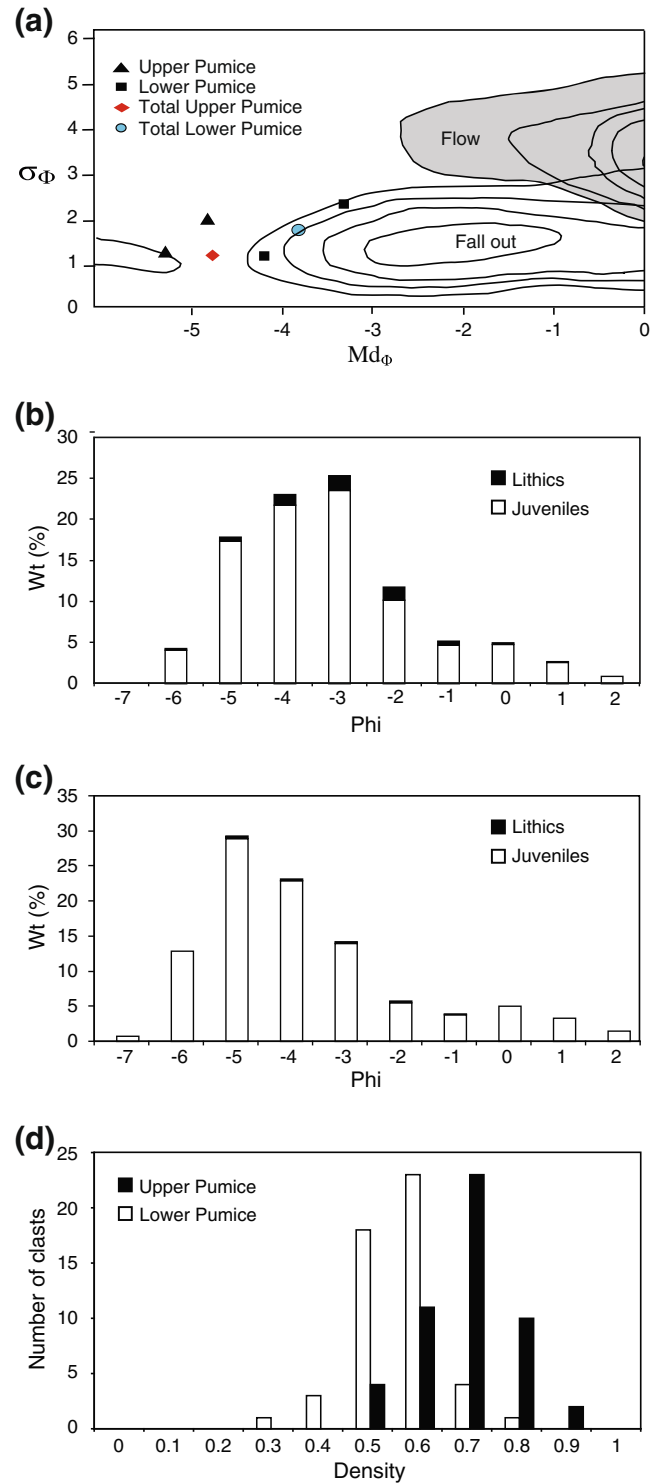 (a)
6
5
4
3
2
1
0
σΦ
▲ Upper Pumice
■ Lower Pumice
◆ Total Upper Pumice
● Total Lower Pumice
Flow
Fall out
-5 -4 -3 -2 -1 0
MdΦ
(b)
30
25
20
15
10
5
0
Wt (%)
■ Lithics
□ Juveniles
-7 -6 -5 -4 -3 -2 -1 0 1 2
Phi
(c)
35
30
25
20
15
10
5
0
Wt (%)
■ Lithics
□ Juveniles
-7 -6 -5 -4 -3 -2 -1 0 1 2
Phi
(d)
25
20
15
10
5
0
Number of clasts
■ Upper Pumice
□ Lower Pumice
0 0.1 0.2 0.3 0.4 0.5 0.6 0.7 0.8 0.9 1
Density